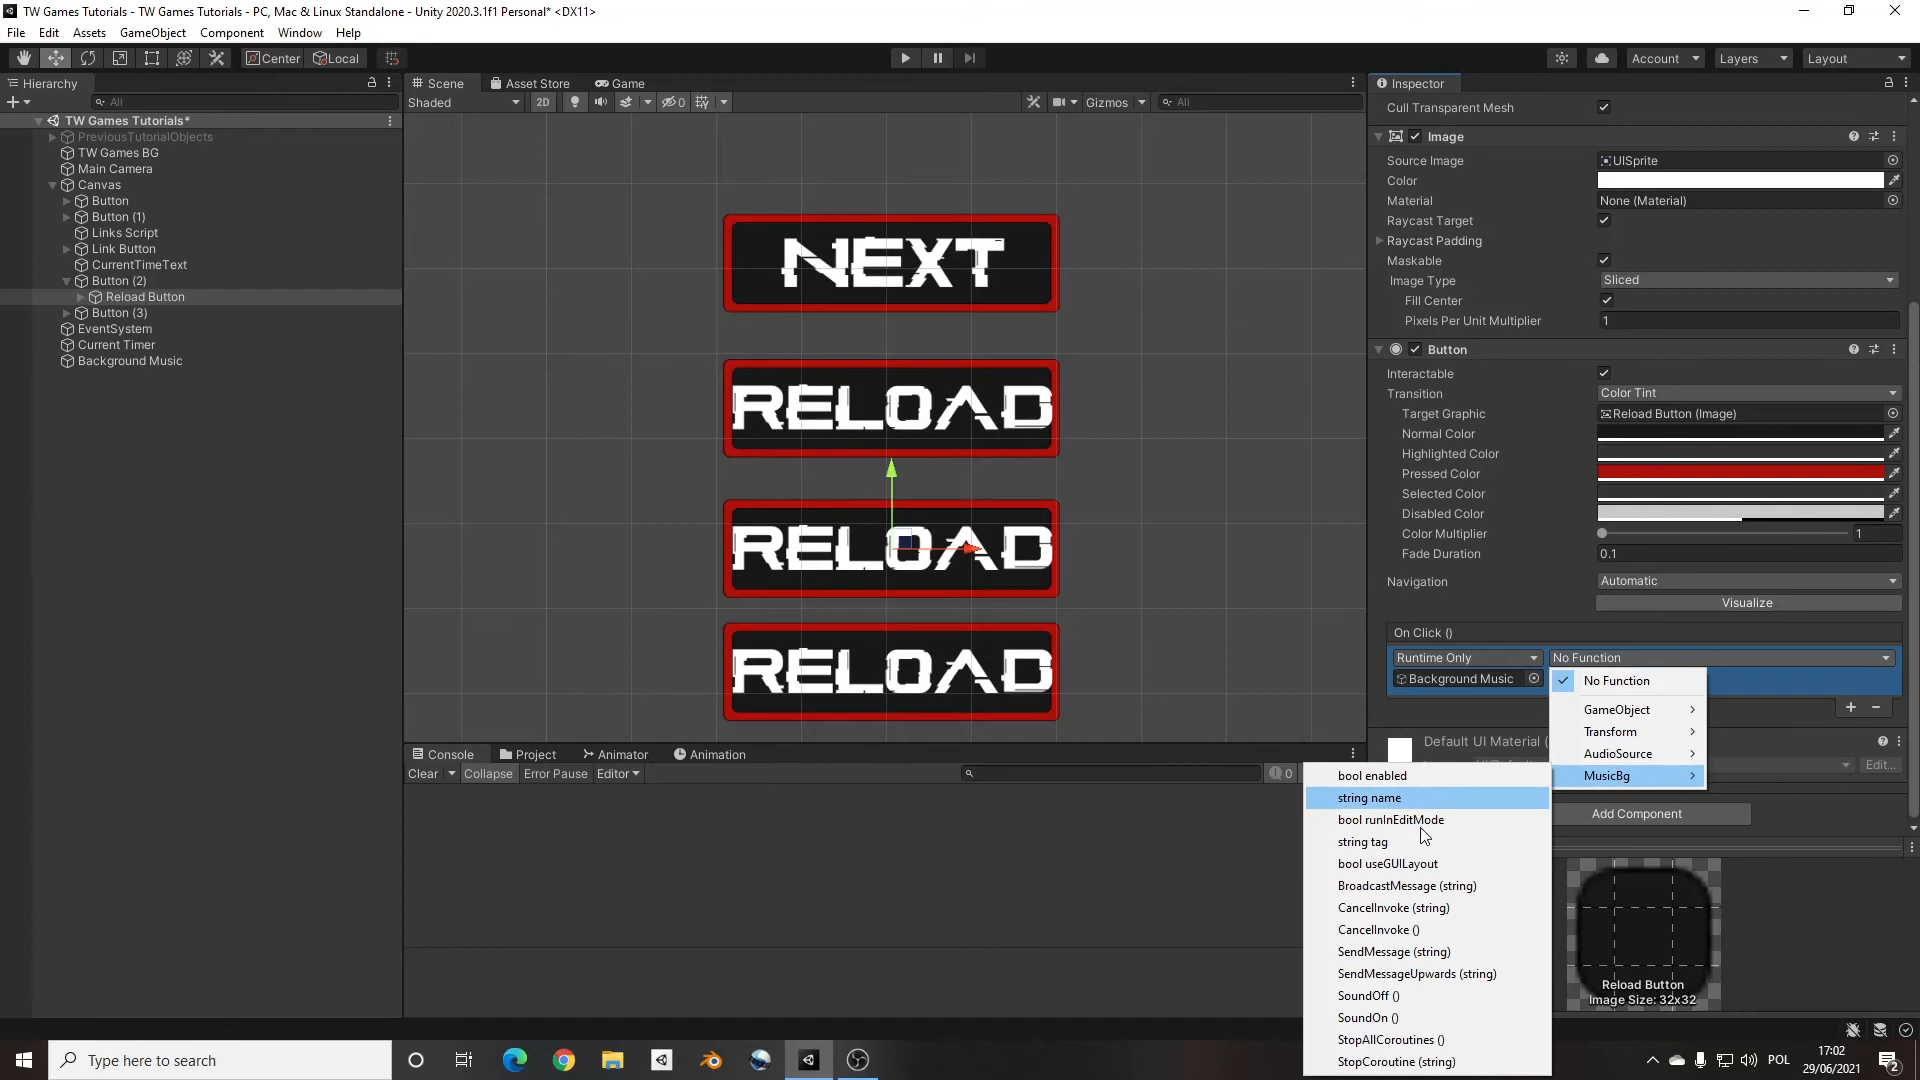 TW Games Tutorials - TW Games Tutorials - PC, Mac & Linux Standalone - Unity 2020.3.1f1 Personal* <DX11>
File Edit Assets GameObject Component Window Help
Center Local Account Layers Layout
Hierarchy
All
TW Games Tutorials*
PreviousTutorialObjects
TW Games BG
Main Camera
Canvas
Button
Button (1)
Links Script
Link Button
CurrentTimeText
Button (2)
Reload Button
Button (3)
EventSystem
Current Timer
Background Music
Scene Asset Store Game
Shaded 2D 0 Gizmos All
NEXT
RELOAD
RELOAD
RELOAD
Console Project Animator Animation
Clear Collapse Error Pause Editor 0
Inspector
Cull Transparent Mesh
Image
Source Image UISprite
Color
Material None (Material)
Raycast Target
Raycast Padding
Maskable
Image Type Sliced
Fill Center
Pixels Per Unit Multiplier 1
Button
Interactable
Transition Color Tint
Target Graphic Reload Button (Image)
Normal Color
Highlighted Color
Pressed Color
Selected Color
Disabled Color
Color Multiplier 1
Fade Duration 0.1
Navigation Automatic
Visualize
On Click ()
Runtime Only No Function
Background Music
No Function
GameObject
Transform
AudioSource
MusicBg
Default UI Material (
Edit...
Add Component
bool enabled
string name
bool runInEditMode
string tag
bool useGUILayout
BroadcastMessage (string)
CancelInvoke (string)
CancelInvoke ()
SendMessage (string)
SendMessageUpwards (string)
SoundOff ()
SoundOn ()
StopAllCoroutines ()
StopCoroutine (string)
Reload Button
Image Size: 32x32
Type here to search
POL
17:02
29/06/2021
2